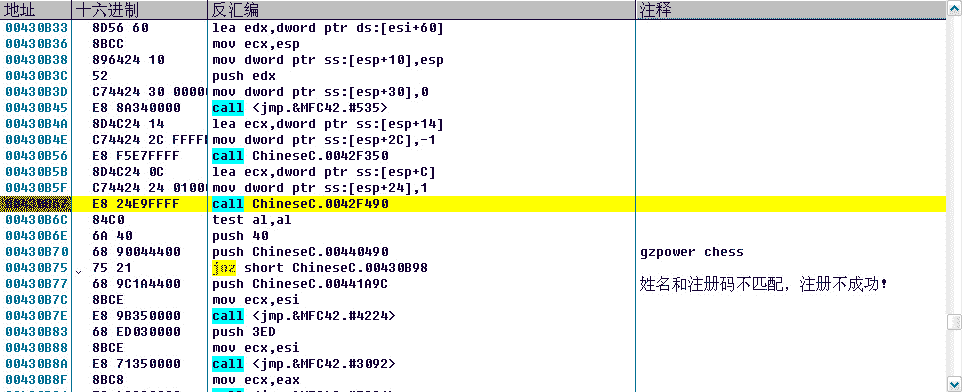 地址 十六进制 反汇编 注释
00430B33 8D56 60 lea edx,dword ptr ds:[esi+60]
00430B36 8BCC mov ecx,esp
00430B38 896424 10 mov dword ptr ss:[esp+10],esp
00430B3C 52 push edx
00430B3D C74424 30 00000 mov dword ptr ss:[esp+30],0
00430B45 E8 8A340000 call <jmp.&MFC42.#535>
00430B4A 8D4C24 14 lea ecx,dword ptr ss:[esp+14]
00430B4E C74424 2C FFFFF mov dword ptr ss:[esp+2C],-1
00430B56 E8 F5E7FFFF call ChineseC.0042F350
00430B5B 8D4C24 0C lea ecx,dword ptr ss:[esp+C]
00430B5F C74424 24 01000 mov dword ptr ss:[esp+24],1
E8 24E9FFFF call ChineseC.0042F490
00430B6C 84C0 test al,al
00430B6E 6A 40 push 40
00430B70 68 90044400 push ChineseC.00440490 gzpower chess
00430B75 75 21 jnz short ChineseC.00430B98
00430B77 68 9C1A4400 push ChineseC.00441A9C 姓名和注册码不匹配，注册不成功!
00430B7C 8BCE mov ecx,esi
00430B7E E8 9B350000 call <jmp.&MFC42.#4224>
00430B83 68 ED030000 push 3ED
00430B88 8BCE mov ecx,esi
00430B8A E8 71350000 call <jmp.&MFC42.#3092>
00430B8F 8BC8 mov ecx,eax